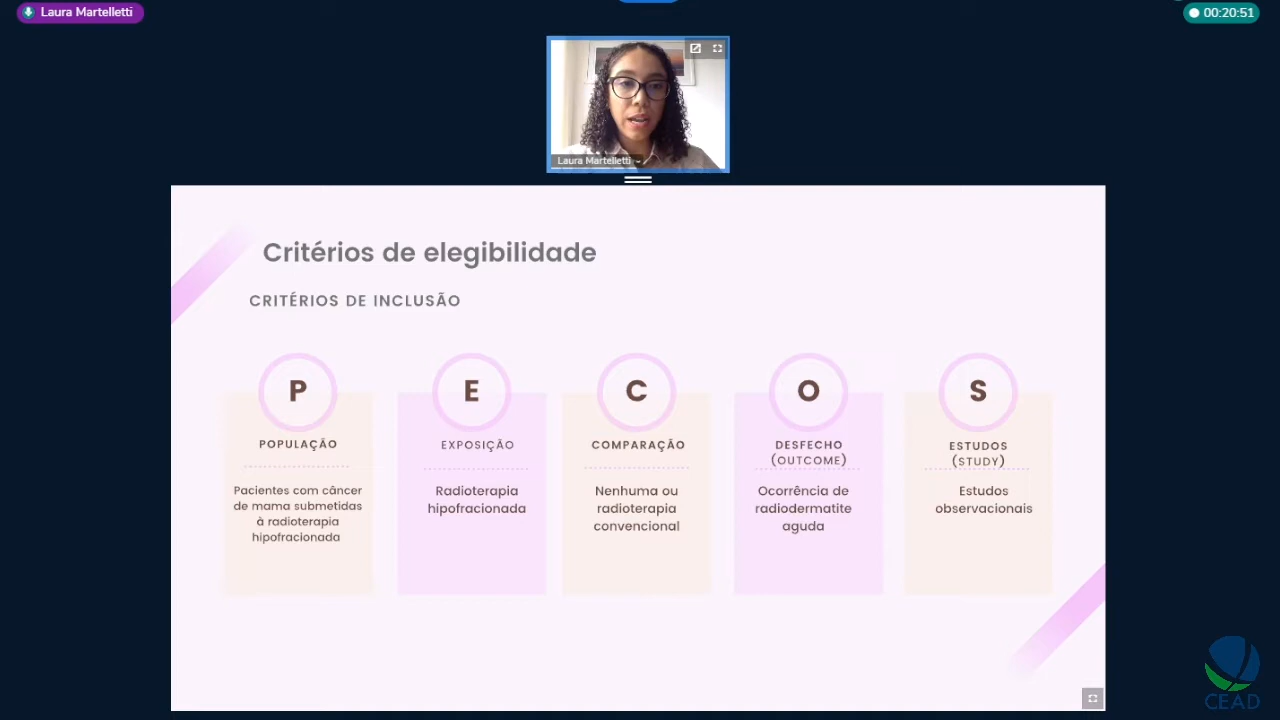 Laura Martelletti
00:20:51
Laura Martelletti
Critérios de elegibilidade
CRITÉRIOS DE INCLUSÃO
P
POPULAÇÃO
Pacientes com câncer
de mama submetidas
à radioterapia
hipofracionada
E
EXPOSIÇÃO
Radioterapia
hipofracionada
C
COMPARAÇÃO
Nenhuma ou
radioterapia
convencional
O
DESFECHO
(OUTCOME)
Ocorrência de
radiodermatite
aguda
S
ESTUDOS
(STUDY)
Estudos
observacionais
CEAD